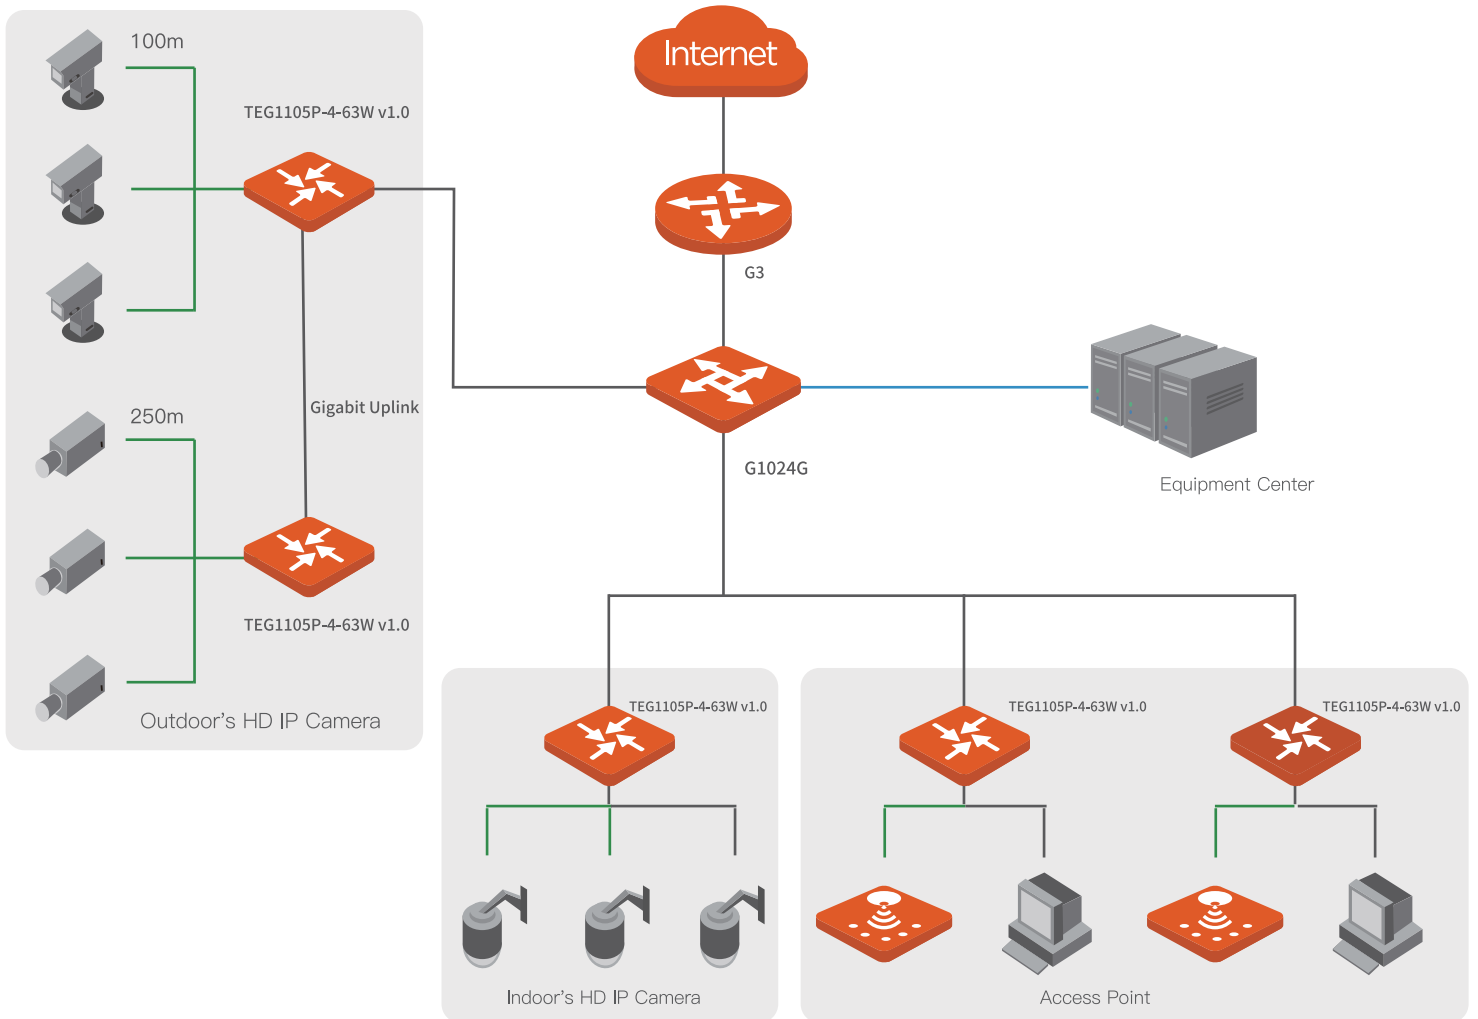 100m
Internet
TEG1105P-4-63W v1.0
G3
Gigabit Uplink
250m
G1024G
Equipment Center
TEG1105P-4-63W v1.0
Outdoor's HD IP Camera
TEG1105P-4-63W v1.0
TEG1105P-4-63W v1.0
TEG1105P-4-63W v1.0
Indoor's HD IP Camera
Access Point